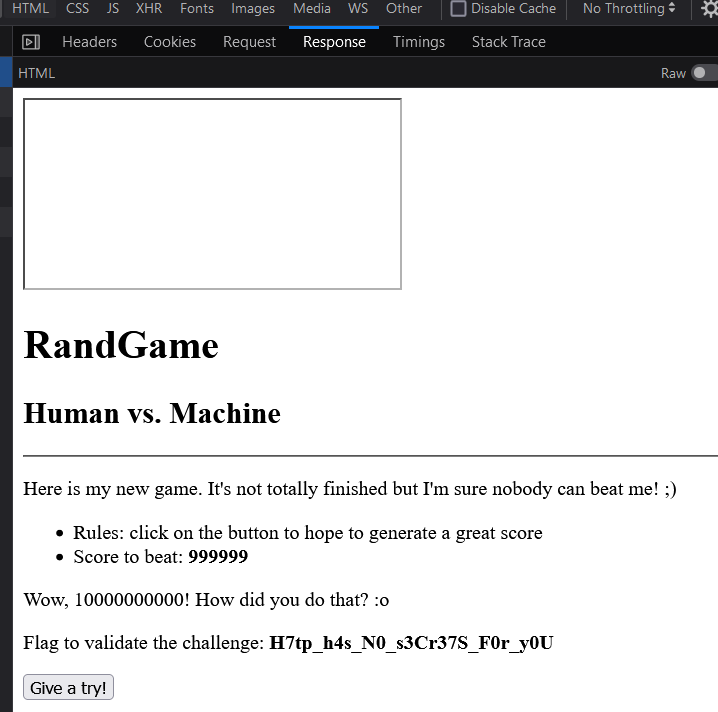 HTML CSS JS XHR Fonts Images Media WS Other Disable Cache No Throttling
Headers Cookies Request Response Timings Stack Trace
HTML Raw
RandGame
Human vs. Machine
Here is my new game. It's not totally finished but I'm sure nobody can beat me! ;)
Rules: click on the button to hope to generate a great score
Score to beat: 999999
Wow, 10000000000! How did you do that? :o
Flag to validate the challenge: H7tp_h4s_N0_s3Cr37S_F0r_y0U
Give a try!